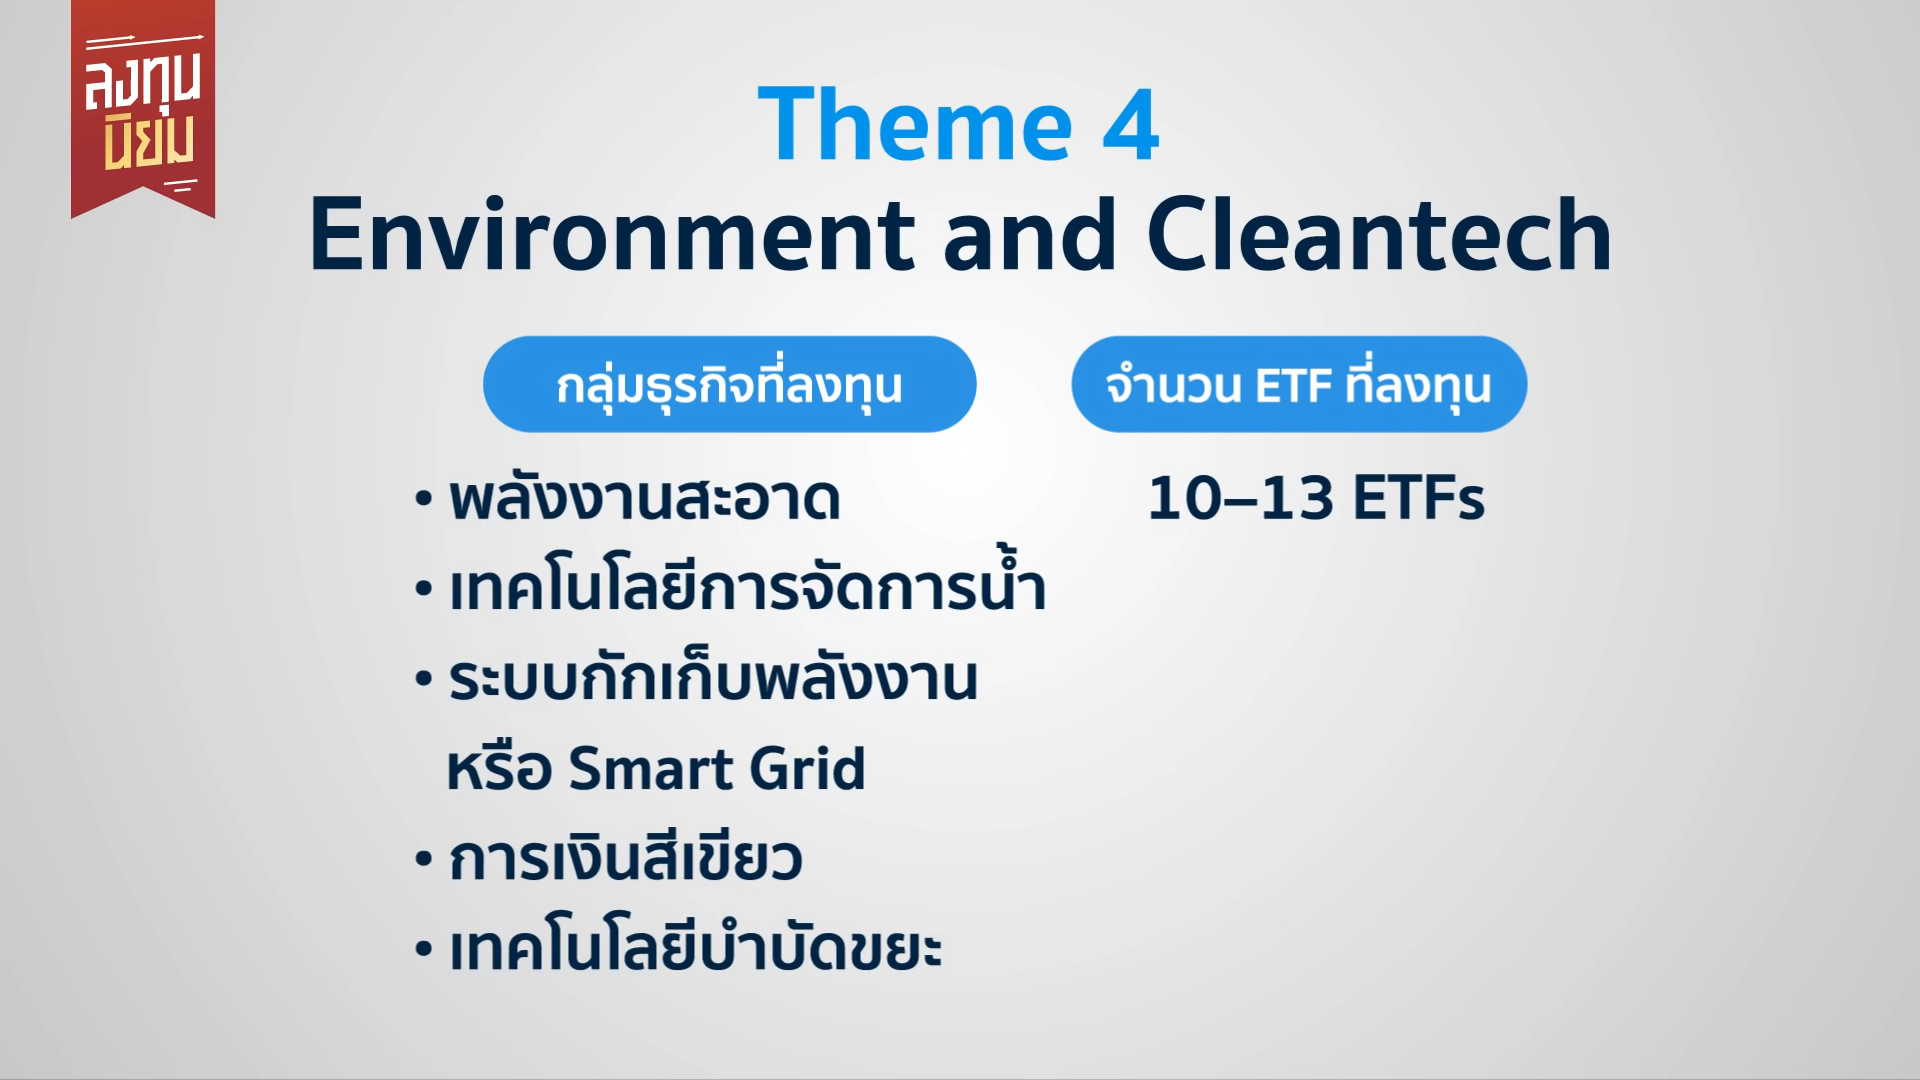 ลงทุน
นิยม
Theme 4
Environment and Cleantech
กลุ่มธุรกิจที่ลงทุน
จำนวน ETF ที่ลงทุน
• พลังงานสะอาด
10–13 ETFs
• เทคโนโลยีการจัดการน้ำ
• ระบบกักเก็บพลังงาน
หรือ Smart Grid
• การเงินสีเขียว
• เทคโนโลยีบำบัดขยะ